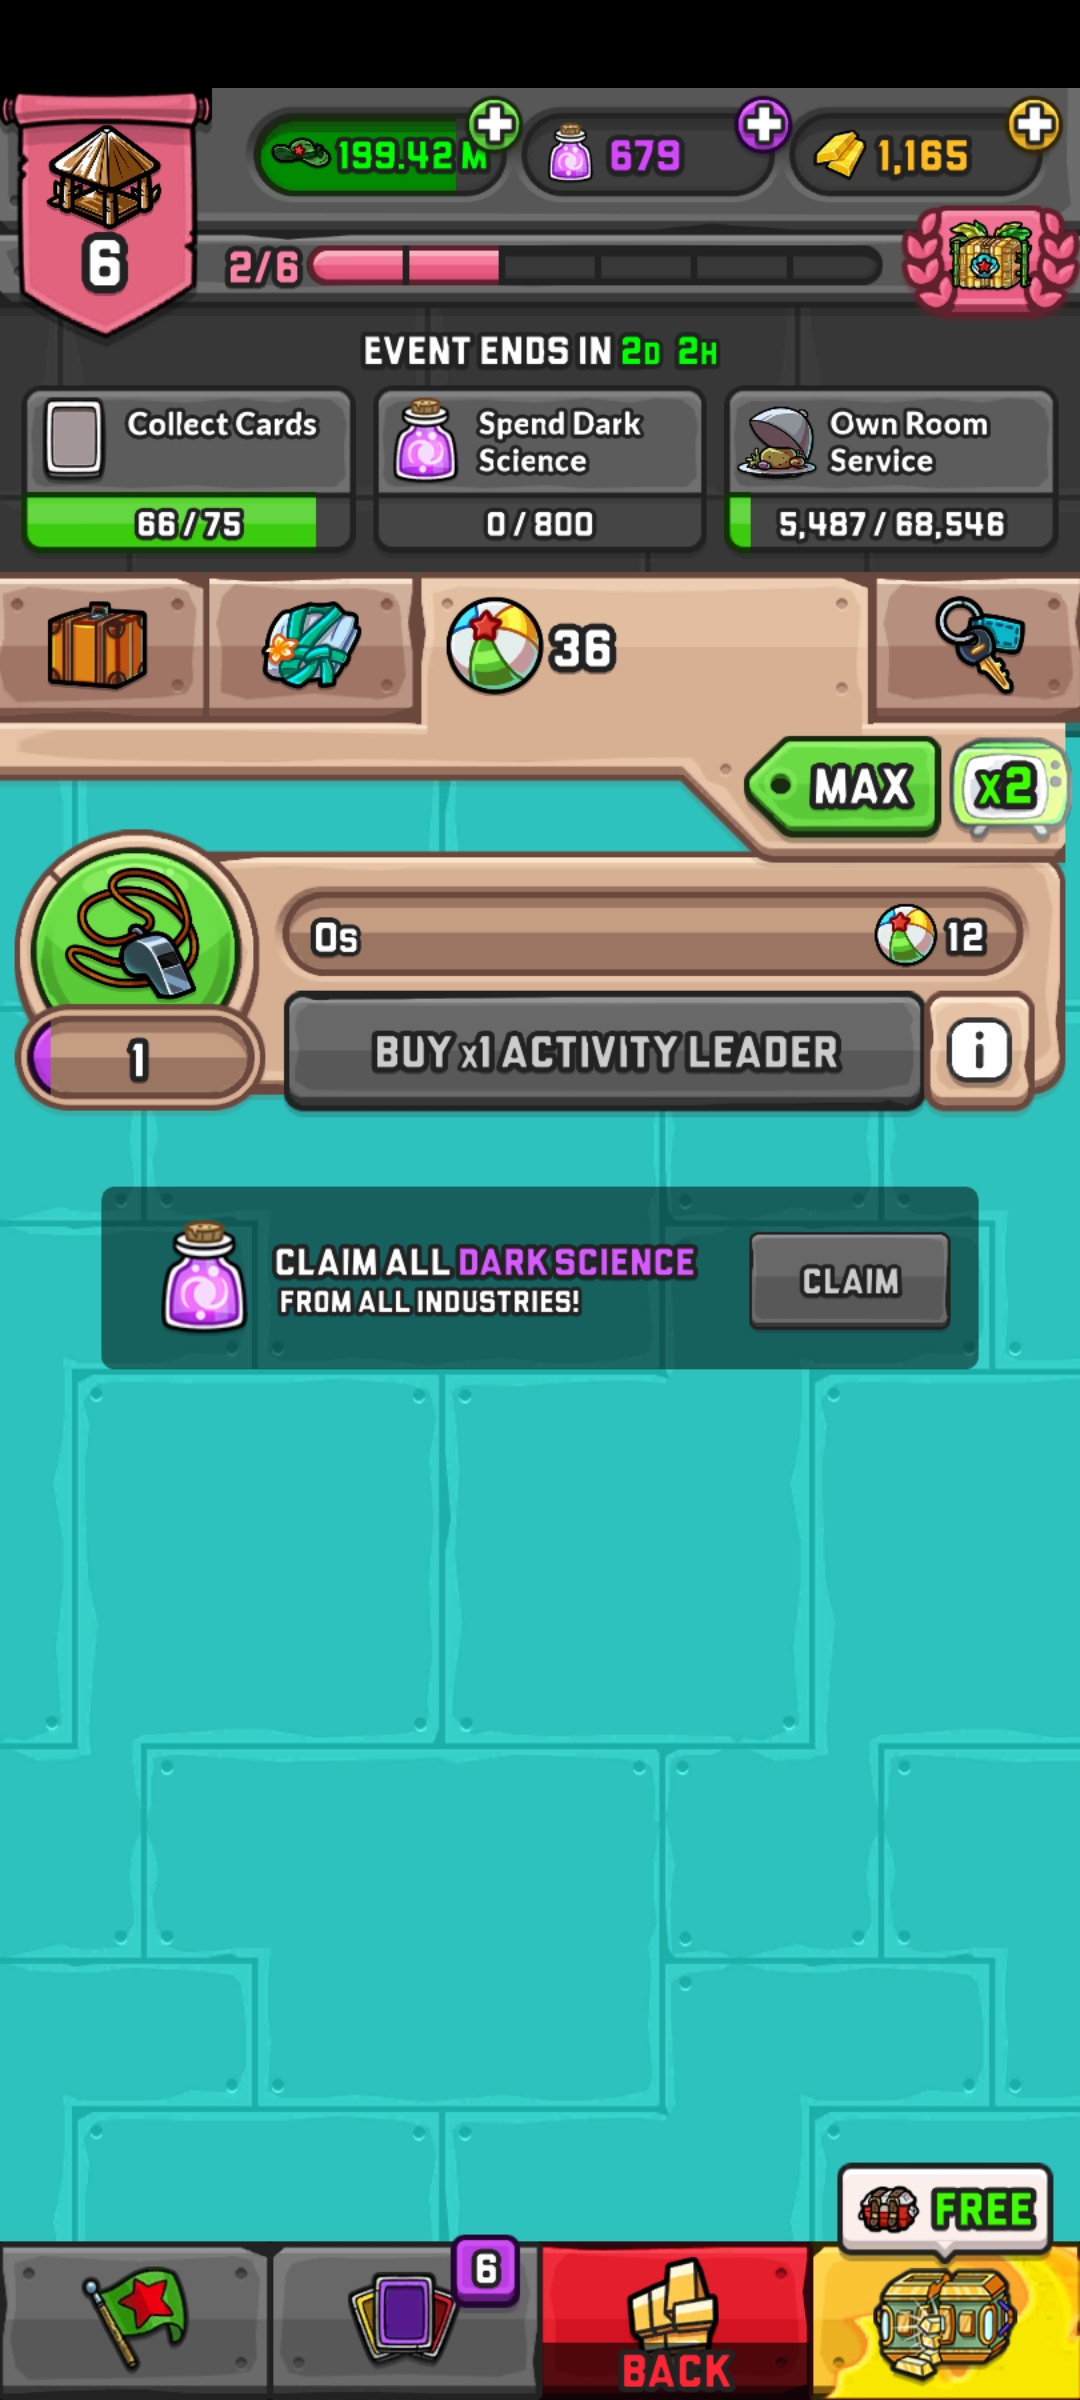 199.42 M
679
1,165
6
2/6
EVENT ENDS IN 2D 2H
Collect Cards
66/75
Spend Dark
Science
0/800
Own Room
Service
5,487/68,546
36
MAX
x2
0s
12
1
BUY x1 ACTIVITY LEADER
i
CLAIM ALL DARK SCIENCE
FROM ALL INDUSTRIES!
CLAIM
FREE
6
BACK